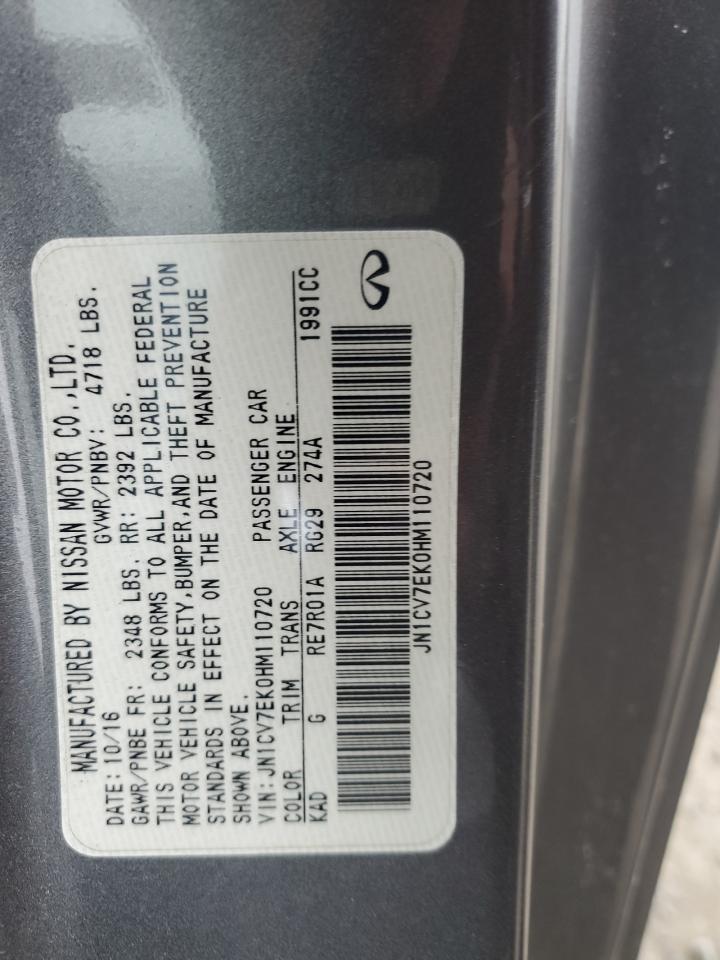 MANUFACTURED BY NISSAN MOTOR CO.,LTD.
DATE: 10/16 GVWR/PNBV: 4718 LBS.
GAWR/PNBE FR: 2348 LBS. RR: 2392 LBS.
THIS VEHICLE CONFORMS TO ALL APPLICABLE FEDERAL
MOTOR VEHICLE SAFETY,BUMPER,AND THEFT PREVENTION
STANDARDS IN EFFECT ON THE DATE OF MANUFACTURE
SHOWN ABOVE.
VIN: JN1CV7EK0HM110720 PASSENGER CAR
COLOR TRIM TRANS AXLE ENGINE
KAD G RE7R01A RG29 274A 1991CC
JN1CV7EK0HM110720